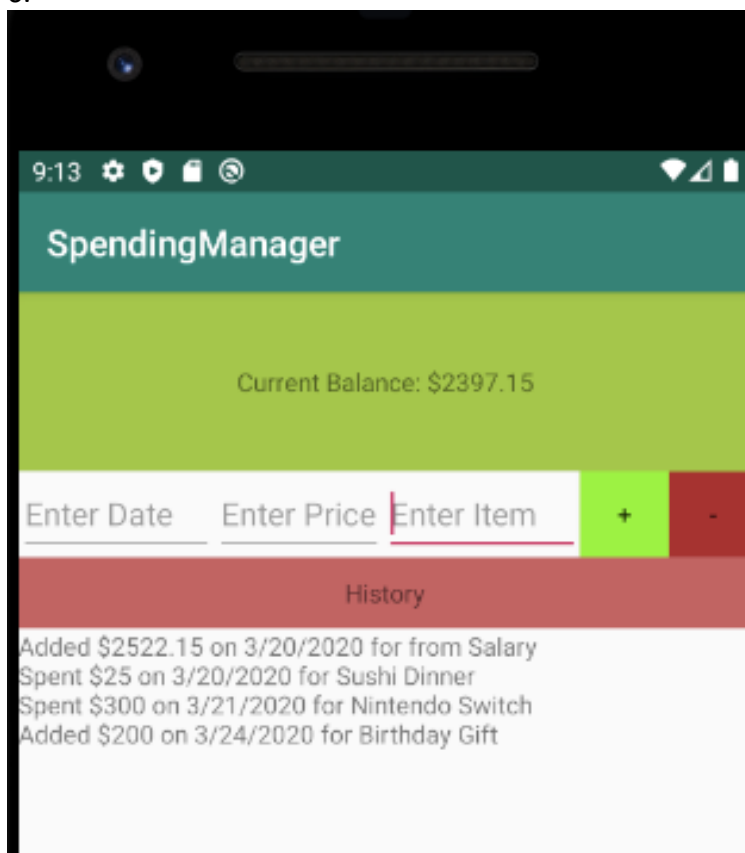 9:13
SpendingManager
Current Balance: $2397.15
Enter Date Enter Price Enter Item + -
History
Added $2522.15 on 3/20/2020 for from Salary
Spent $25 on 3/20/2020 for Sushi Dinner
Spent $300 on 3/21/2020 for Nintendo Switch
Added $200 on 3/24/2020 for Birthday Gift